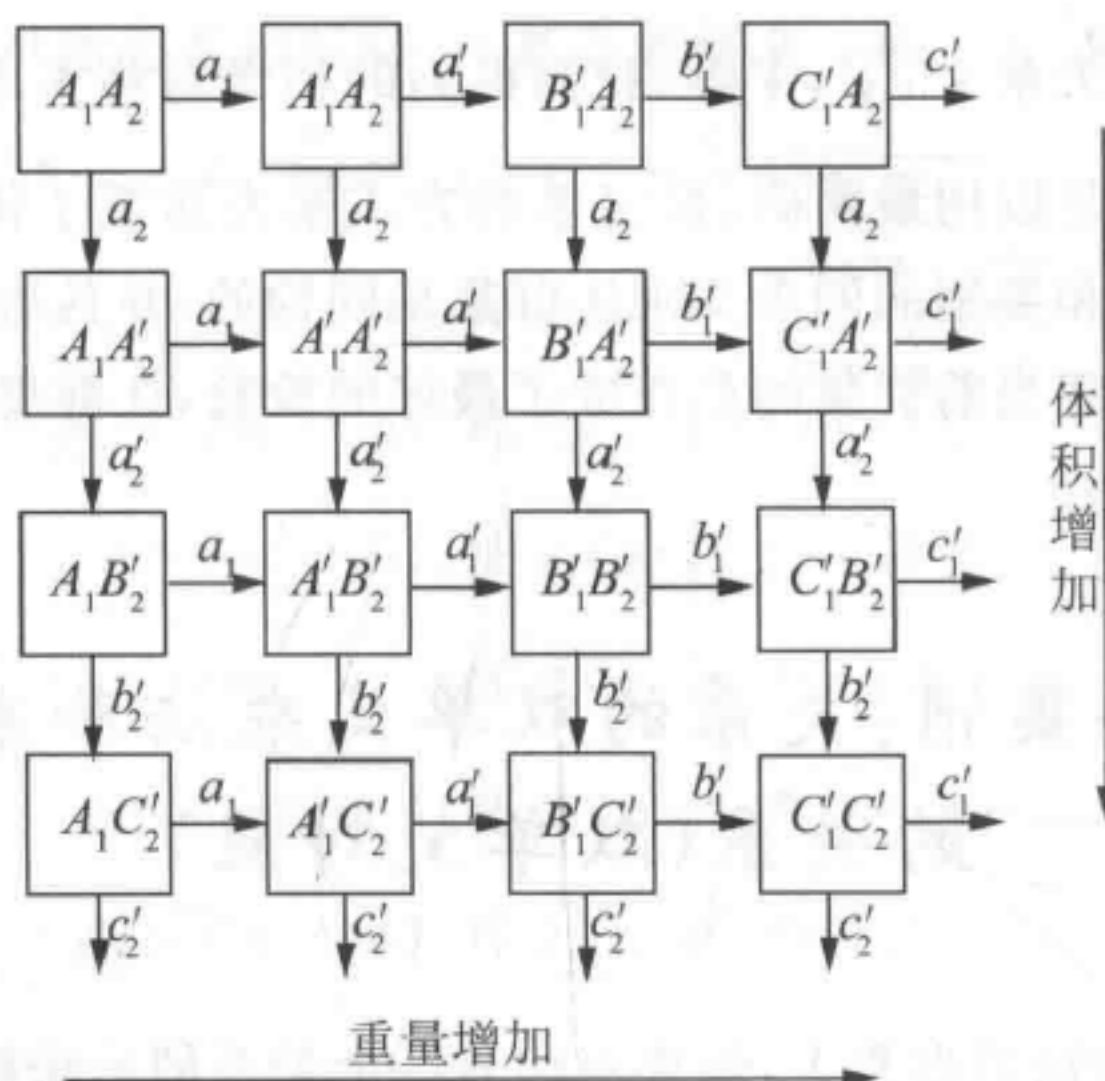 A₁A₂ a₁ A′₁A₂ a′₁ B′₁A₂ b′₁ C′₁A₂ c′₁
a₂ a₂ a₂ a₂
A₁A′₂ a₁ A′₁A′₂ a′₁ B′₁A′₂ b′₁ C′₁A′₂ c′₁
a′₂ a′₂ a′₂ a′₂
A₁B′₂ a₁ A′₁B′₂ a′₁ B′₁B′₂ b′₁ C′₁B′₂ c′₁
b′₂ b′₂ b′₂ b′₂
A₁C′₂ a₁ A′₁C′₂ a′₁ B′₁C′₂ b′₁ C′₁C′₂ c′₁
c′₂ c′₂ c′₂ c′₂
体积增加
重量增加